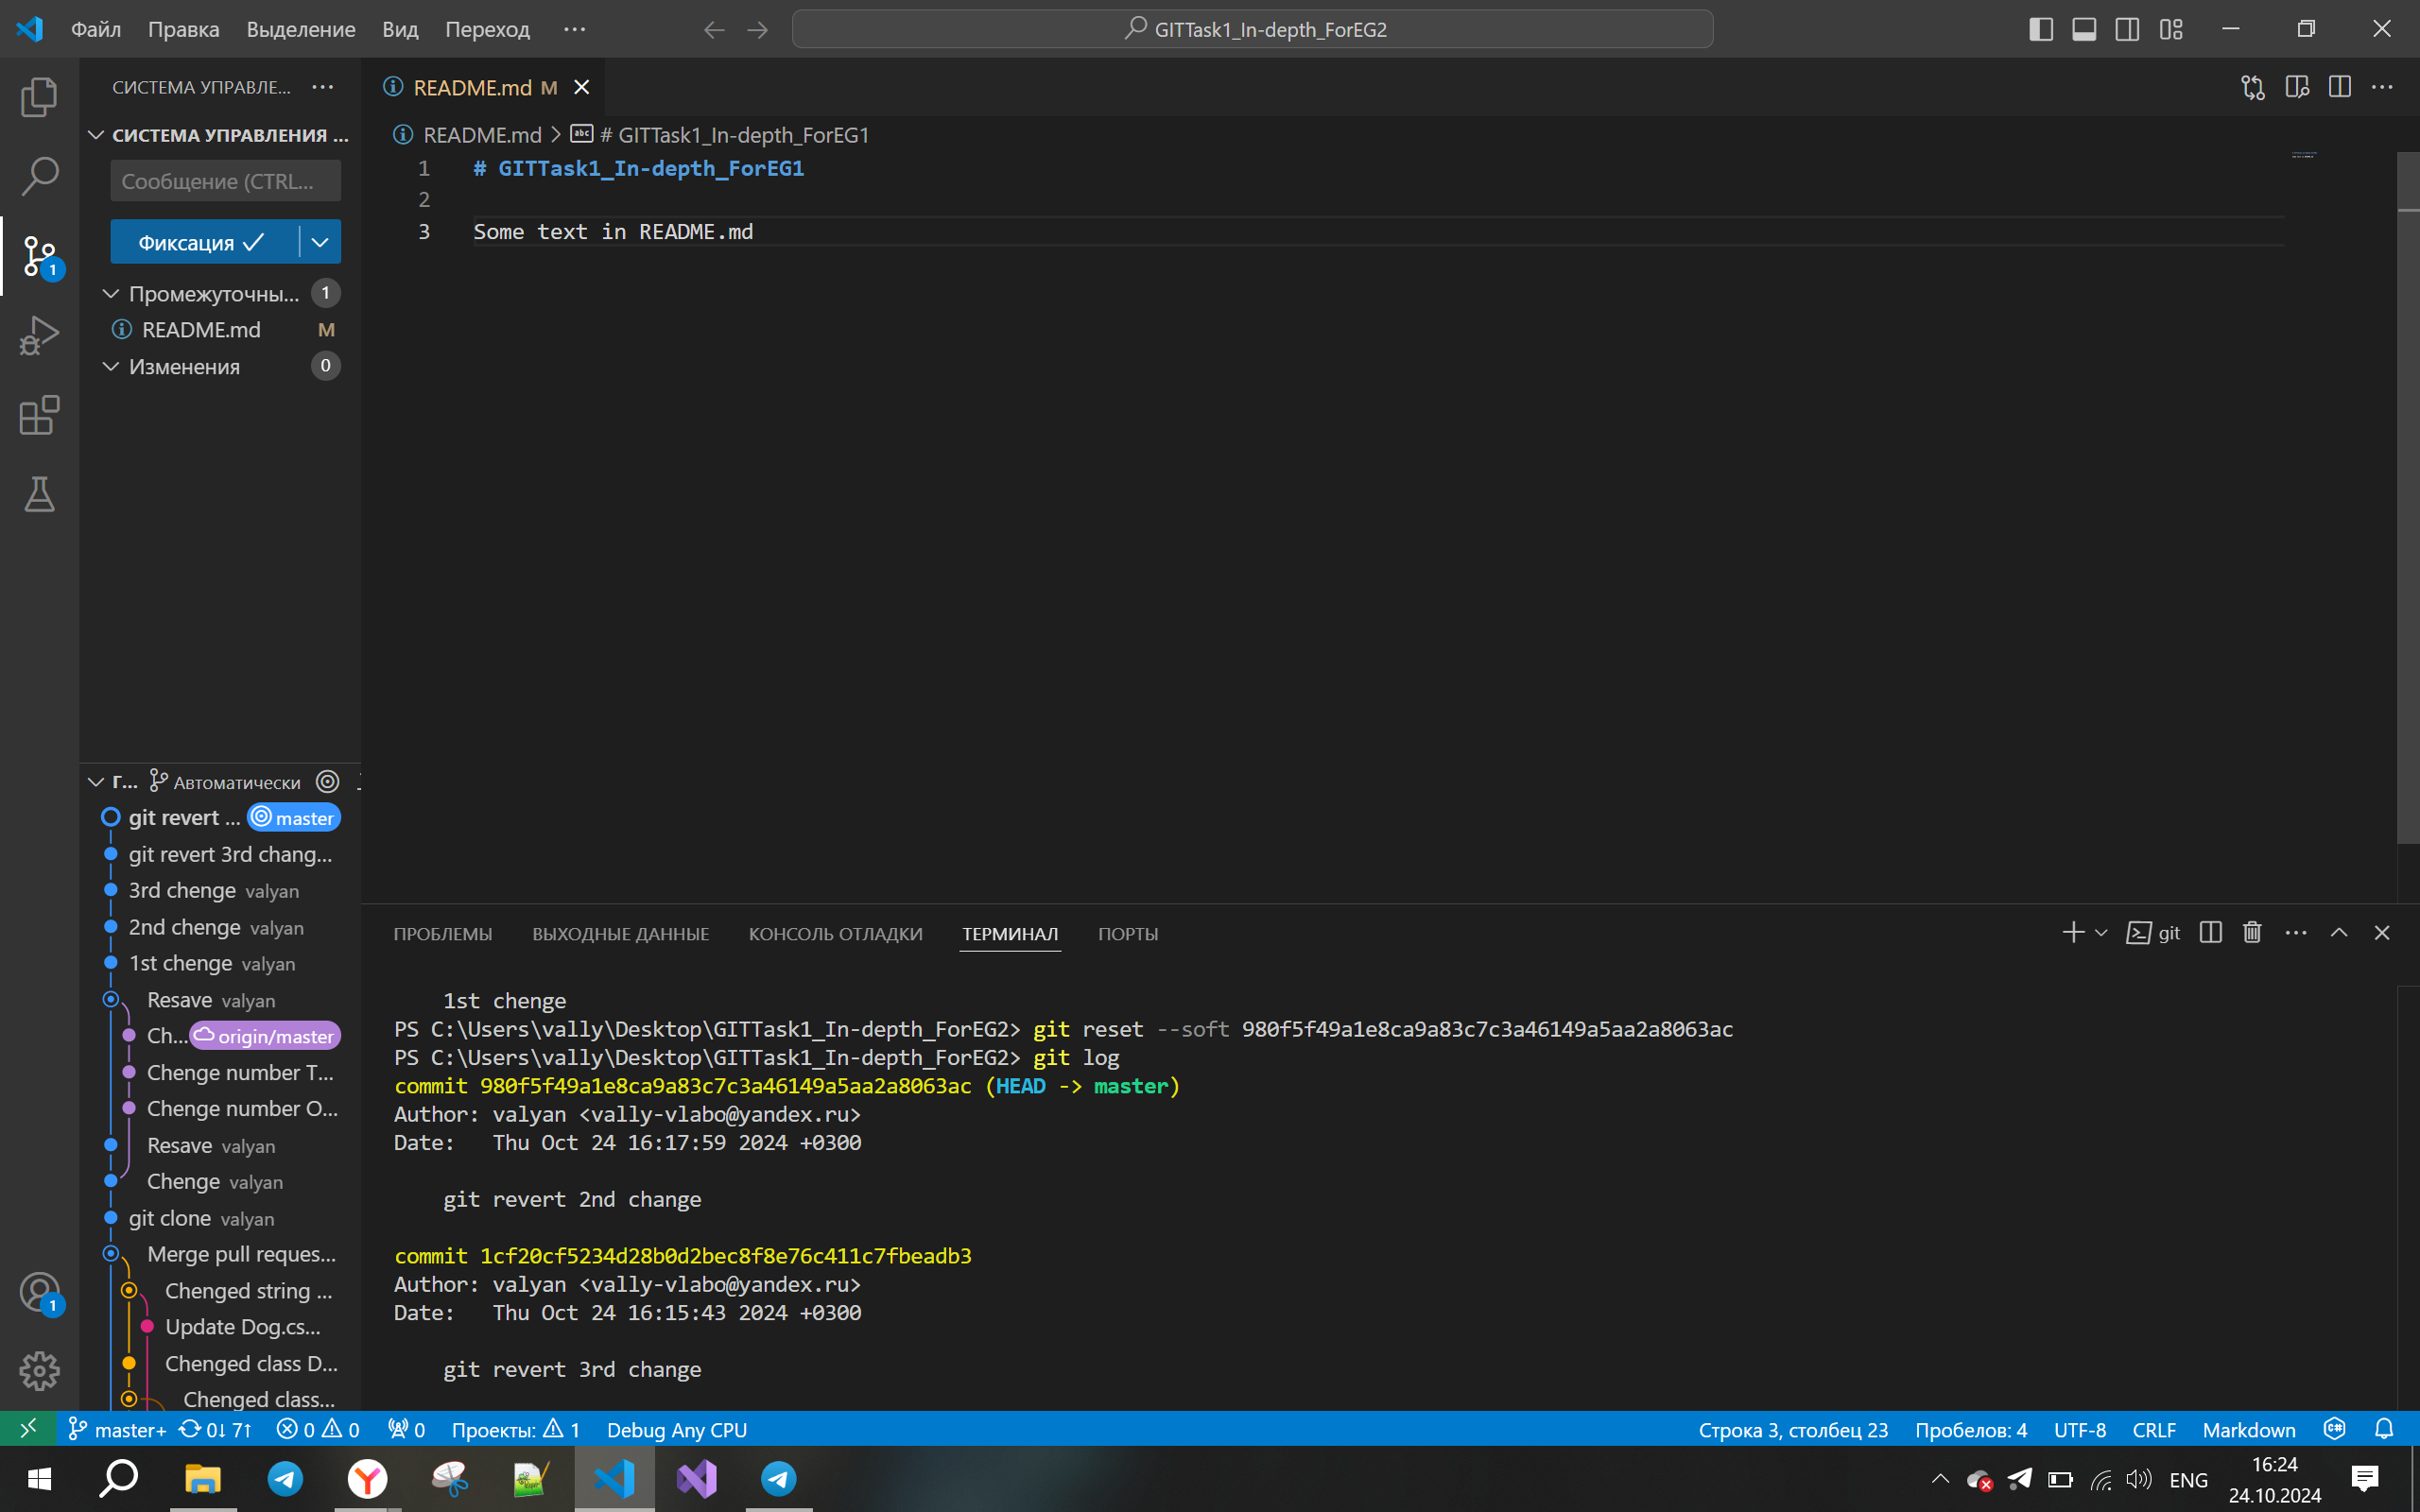 Файл Правка Выделение Вид Переход ··· GITTask1_In-depth_ForEG2
СИСТЕМА УПРАВЛЕ... ···
СИСТЕМА УПРАВЛЕНИЯ ...
Сообщение (CTRL...
Фиксация
Промежуточны... 1
README.md M
Изменения 0
1
README.md M
README.md > # GITTask1_In-depth_ForEG1
1 # GITTask1_In-depth_ForEG1
2
3 Some text in README.md
Г... Автоматически
git revert ... master
git revert 3rd chang...
3rd chenge valyan
2nd chenge valyan
1st chenge valyan
Resave valyan
Ch... origin/master
Chenge number T...
Chenge number O...
Resave valyan
Chenge valyan
git clone valyan
Merge pull reques...
Chenged string ...
Update Dog.cs...
Chenged class D...
Chenged class...
1
ПРОБЛЕМЫ ВЫХОДНЫЕ ДАННЫЕ КОНСОЛЬ ОТЛАДКИ ТЕРМИНАЛ ПОРТЫ git
1st chenge
PS C:\Users\vally\Desktop\GITTask1_In-depth_ForEG2> git reset --soft 980f5f49a1e8ca9a83c7c3a46149a5aa2a8063ac
PS C:\Users\vally\Desktop\GITTask1_In-depth_ForEG2> git log
commit 980f5f49a1e8ca9a83c7c3a46149a5aa2a8063ac (HEAD -> master)
Author: valyan <vally-vlabo@yandex.ru>
Date: Thu Oct 24 16:17:59 2024 +0300
git revert 2nd change
commit 1cf20cf5234d28b0d2bec8f8e76c411c7fbeadb3
Author: valyan <vally-vlabo@yandex.ru>
Date: Thu Oct 24 16:15:43 2024 +0300
git revert 3rd change
master+ 0↓ 7↑ 0 0 0 Проекты: 1 Debug Any CPU Строка 3, столбец 23 Пробелов: 4 UTF-8 CRLF Markdown
ENG
16:24
24.10.2024